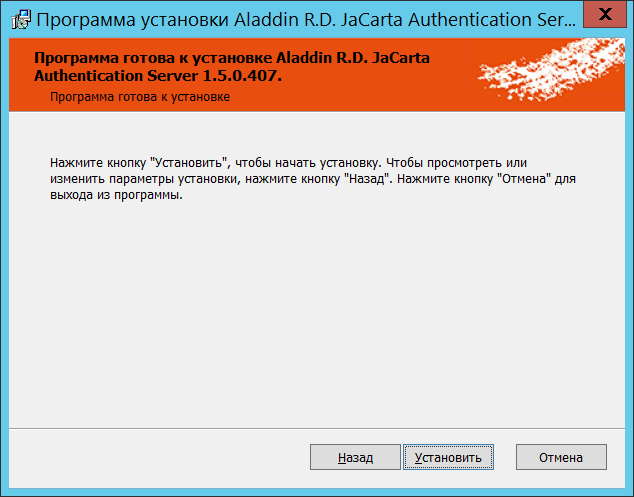 Программа установки Aladdin R.D. JaCarta Authentication Ser...
X
Программа готова к установке Aladdin R.D. JaCarta
Authentication Server 1.5.0.407.
Программа готова к установке
Нажмите кнопку "Установить", чтобы начать установку. Чтобы просмотреть или
изменить параметры установки, нажмите кнопку "Назад". Нажмите кнопку "Отмена" для
выхода из программы.
Назад
Установить
Отмена